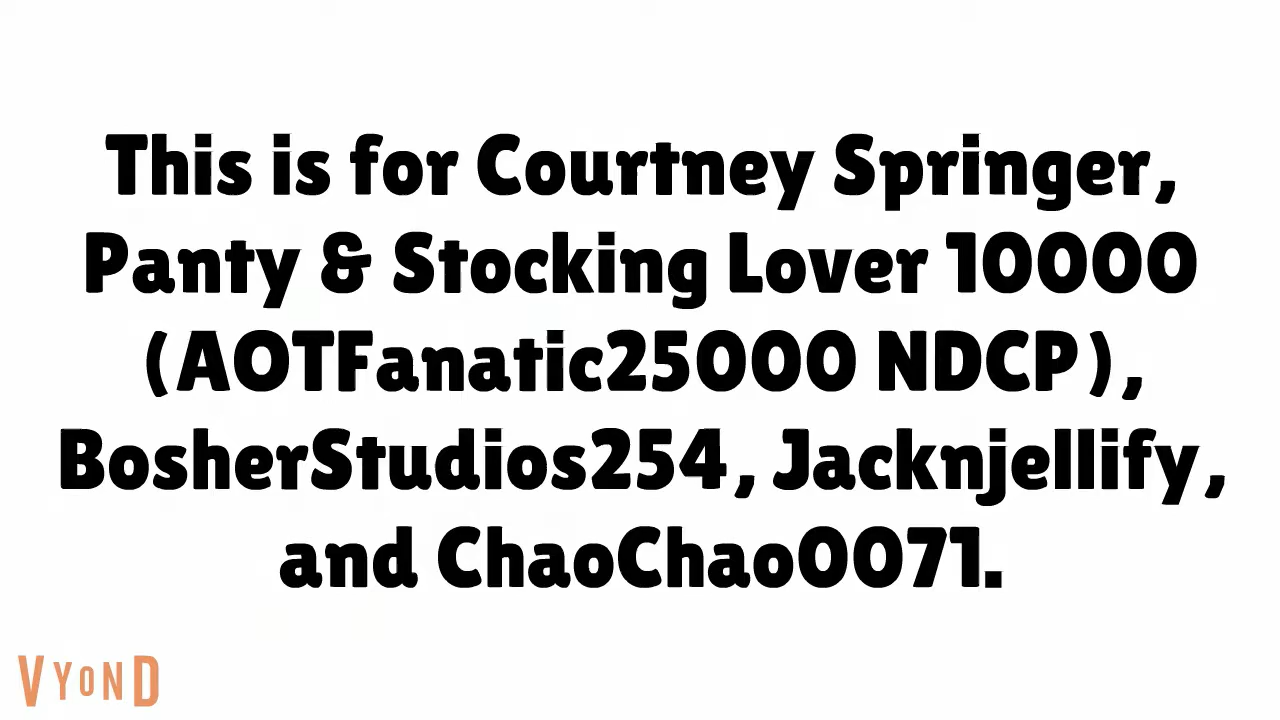 This is for Courtney Springer,
Panty & Stocking Lover 10000
(AOTFanatic25000 NDCP),
BosherStudios254, Jacknjellify,
and ChaoChao0071.
VYOND